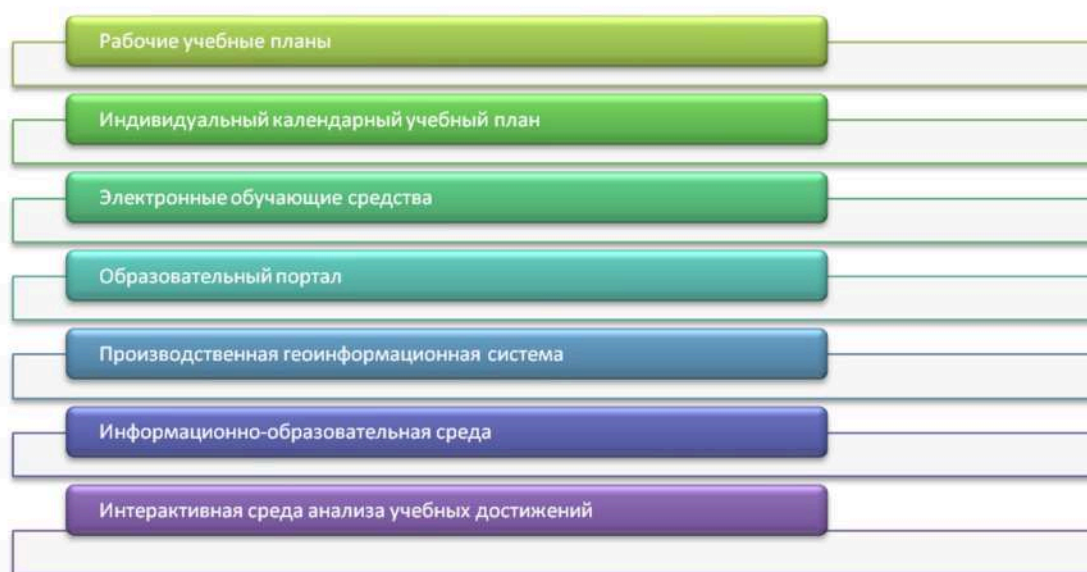 Рабочие учебные планы
Индивидуальный календарный учебный план
Электронные обучающие средства
Образовательный портал
Производственная геоинформационная система
Информационно-образовательная среда
Интерактивная среда анализа учебных достижений